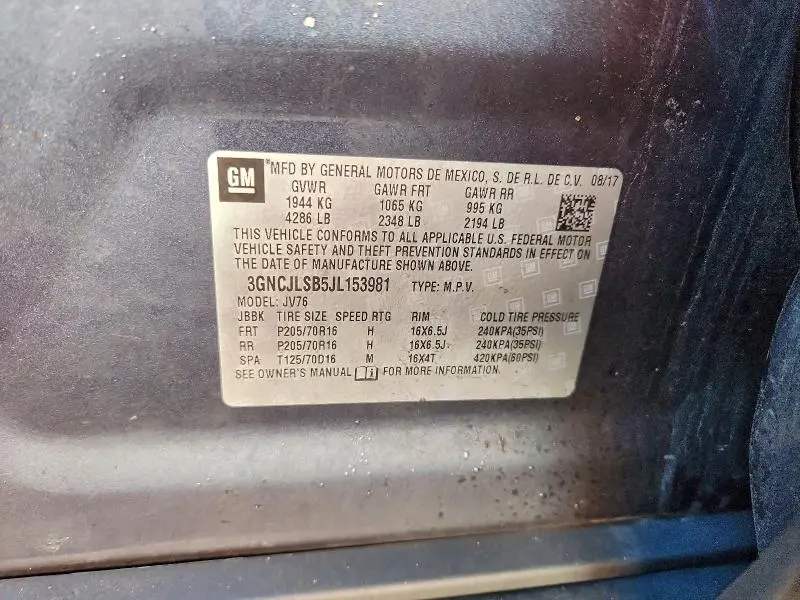 GM
®MFD BY GENERAL MOTORS DE MEXICO, S. DE R.L. DE C.V. 08/17
GVWR GAWR FRT GAWR RR
1944 KG 1065 KG 995 KG
4286 LB 2348 LB 2194 LB
THIS VEHICLE CONFORMS TO ALL APPLICABLE U.S. FEDERAL MOTOR
VEHICLE SAFETY AND THEFT PREVENTION STANDARDS IN EFFECT ON
THE DATE OF MANUFACTURE SHOWN ABOVE.
3GNCJLSB5JL153981 TYPE: M.P.V.
MODEL: JV76
JBBK TIRE SIZE SPEED RTG RIM COLD TIRE PRESSURE
FRT P205/70R16 H 16X6.5J 240KPA(35PSI)
RR P205/70R16 H 16X6.5J 240KPA(35PSI)
SPA T125/70D16 M 16X4T 420KPA(60PSI)
SEE OWNER'S MANUAL FOR MORE INFORMATION.